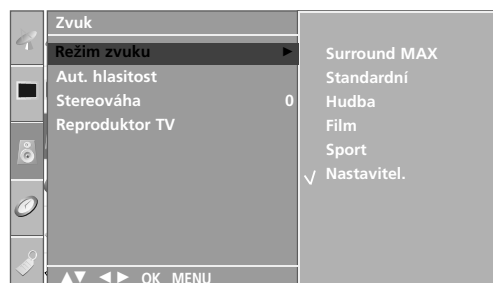 Zvuk
Režim zvuku ►
Aut. hlasitost
Stereováha 0
Reproduktor TV
Surround MAX
Standardní
Hudba
Film
Sport
√ Nastavitel.
▲▼ ◄► OK MENU